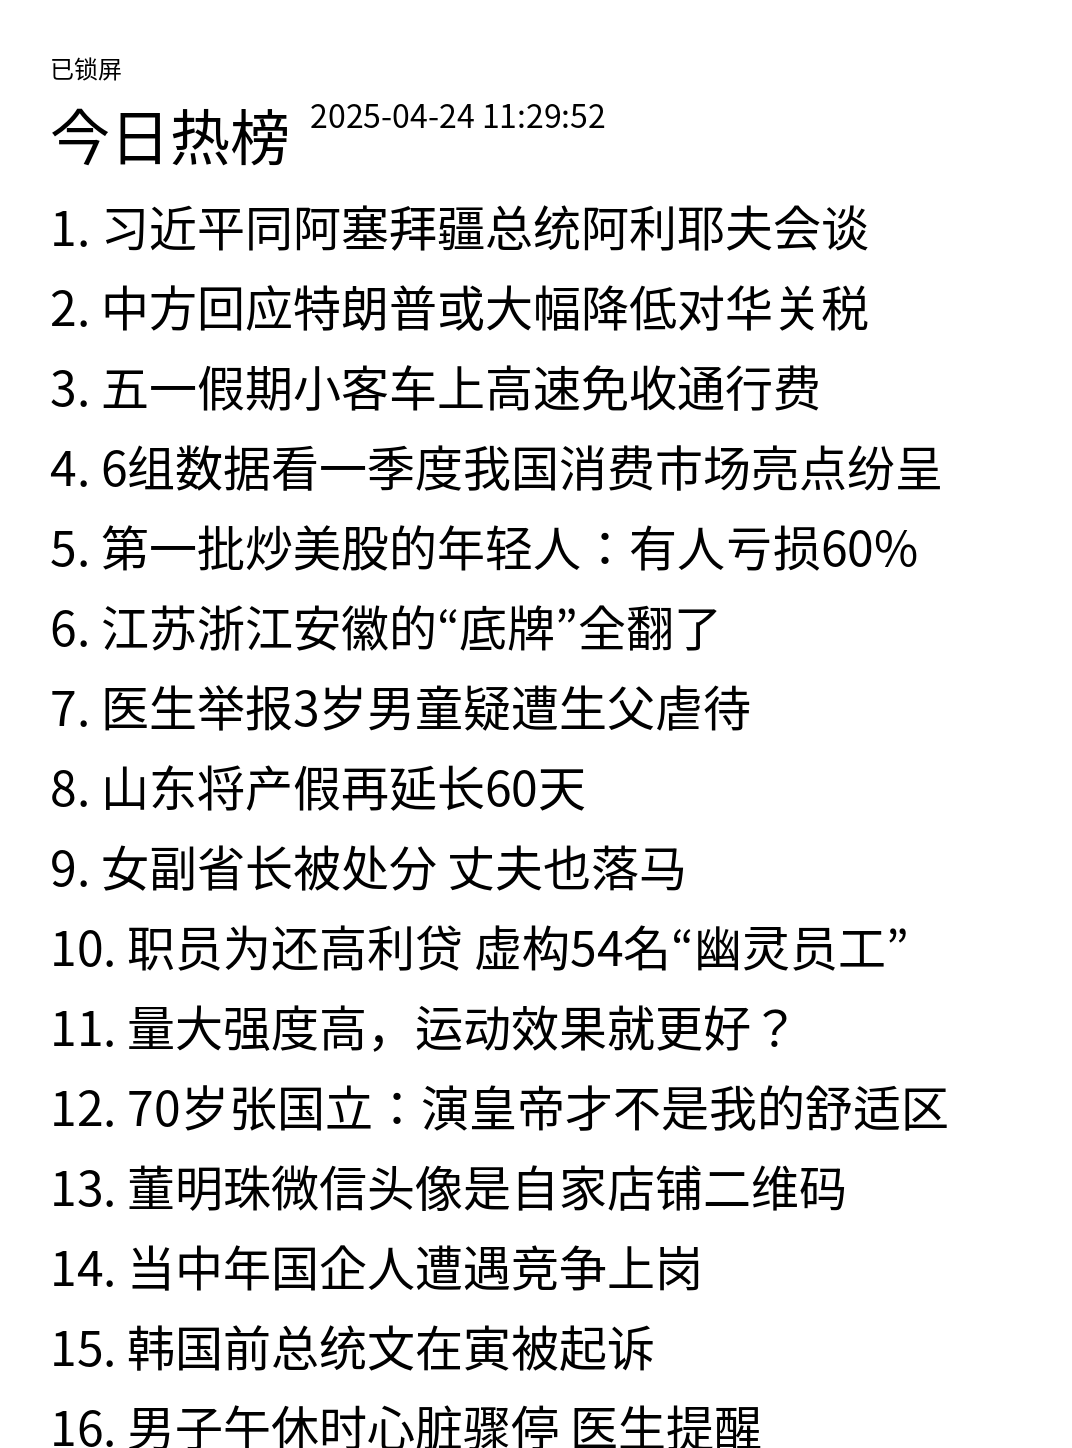 已锁屏
今日热榜 2025-04-24 11:29:52
1. 习近平同阿塞拜疆总统阿利耶夫会谈
2. 中方回应特朗普或大幅降低对华关税
3. 五一假期小客车上高速免收通行费
4. 6组数据看一季度我国消费市场亮点纷呈
5. 第一批炒美股的年轻人：有人亏损60%
6. 江苏浙江安徽的“底牌”全翻了
7. 医生举报3岁男童疑遭生父虐待
8. 山东将产假再延长60天
9. 女副省长被处分 丈夫也落马
10. 职员为还高利贷 虚构54名“幽灵员工”
11. 量大强度高，运动效果就更好？
12. 70岁张国立：演皇帝才不是我的舒适区
13. 董明珠微信头像是自家店铺二维码
14. 当中年国企人遭遇竞争上岗
15. 韩国前总统文在寅被起诉
16. 男子午休时心脏骤停 医生提醒